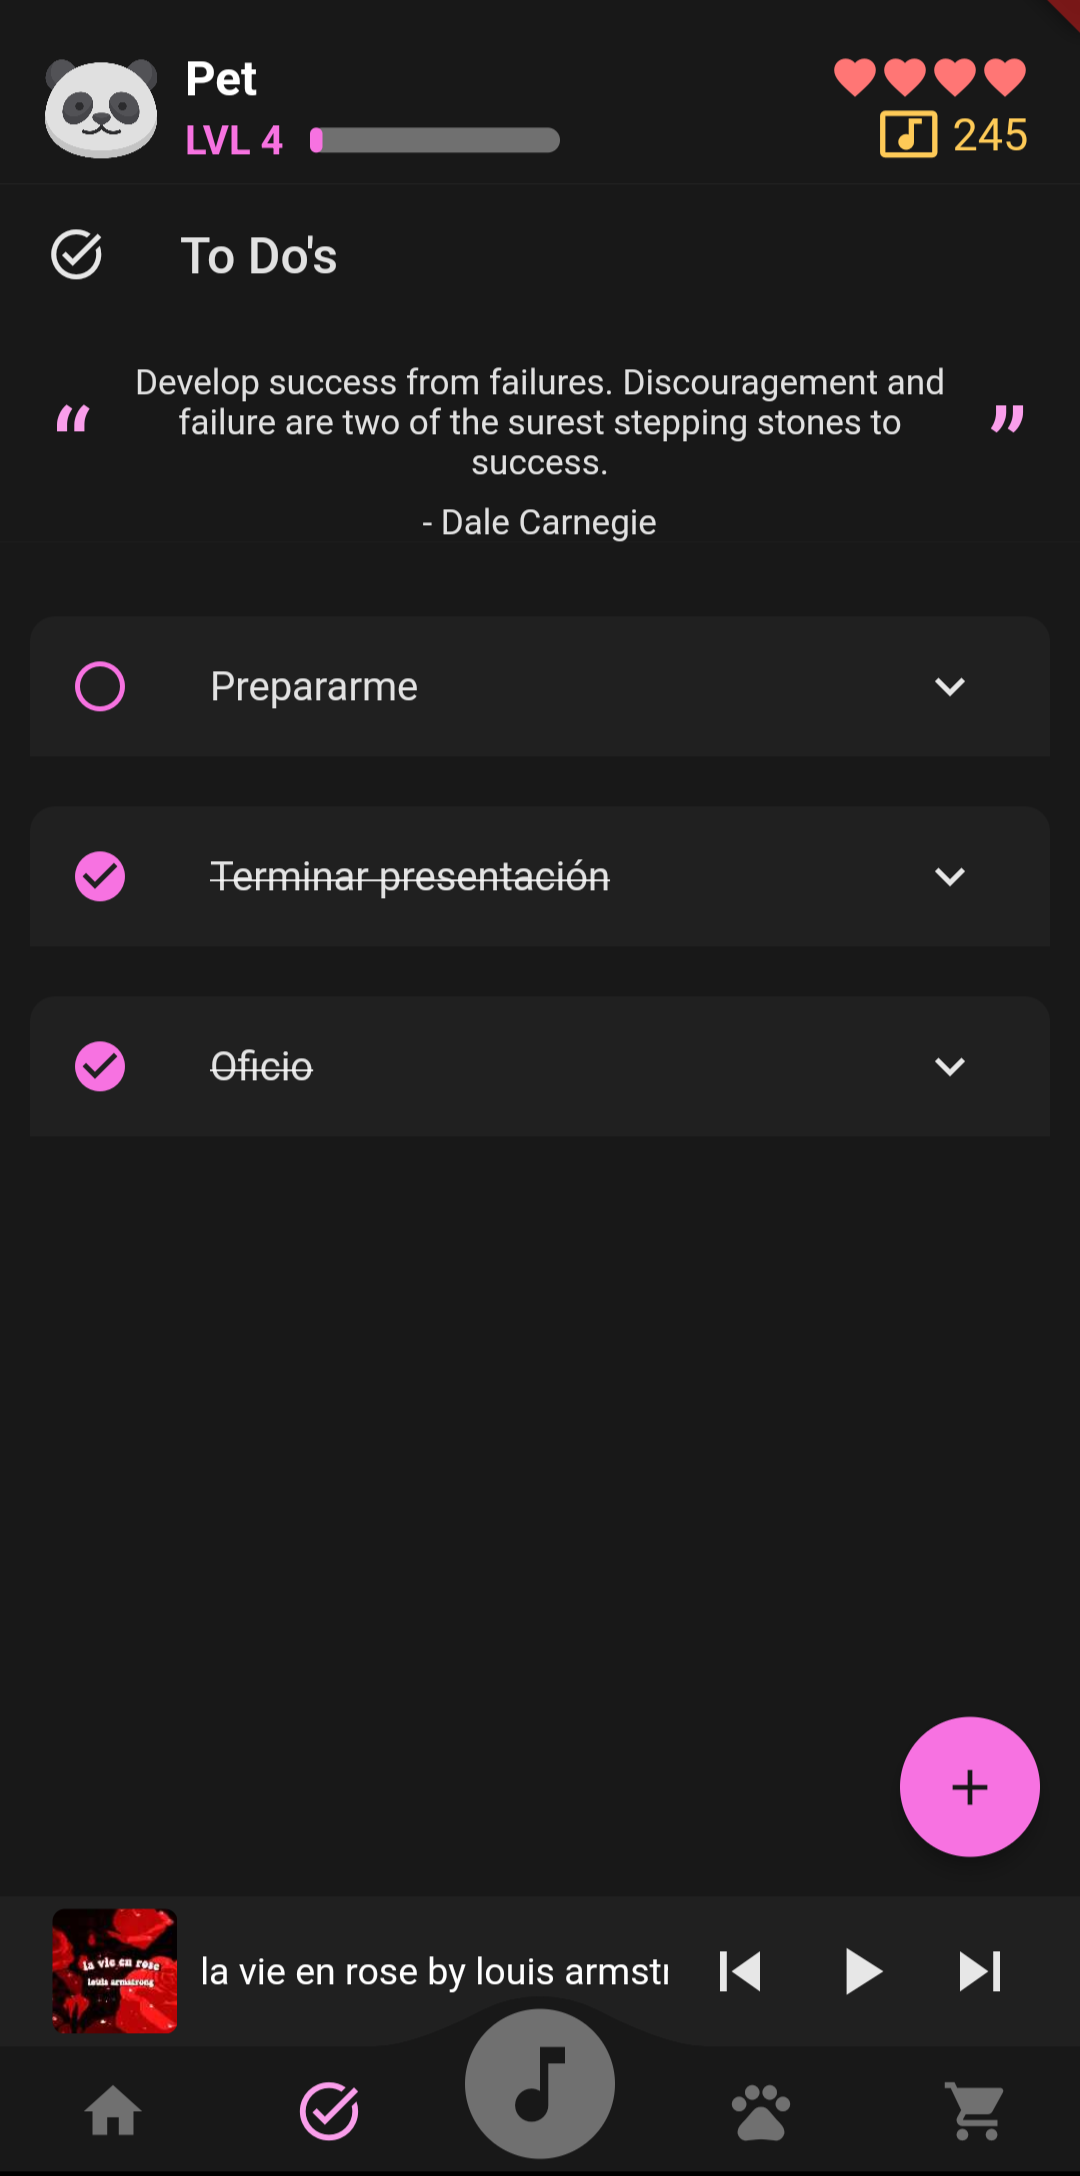 Pet
LVL 4
245
To Do's
Develop success from failures. Discouragement and
failure are two of the surest stepping stones to
success.
- Dale Carnegie
Prepararme
Terminar presentación
Oficio
la vie en rose
louis armstrong
la vie en rose by louis armstr